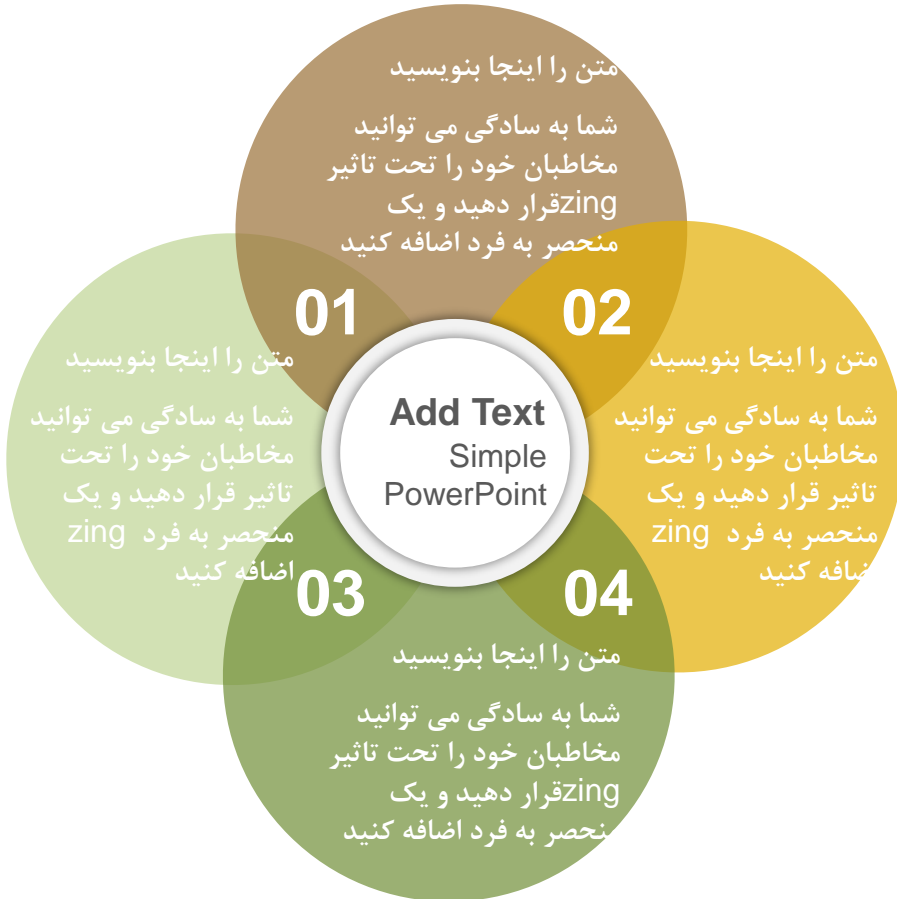 متن را اینجا بنویسید
شما به سادگی می توانید
مخاطبان خود را تحت تاثیر
zingقرار دهید و یک
منحصر به فرد اضافه کنید
01
02
متن را اینجا بنویسید
شما به سادگی می توانید
مخاطبان خود را تحت
تاثیر قرار دهید و یک
منحصر به فرد zing
اضافه کنید
Add Text
Simple
PowerPoint
متن را اینجا بنویسید
شما به سادگی می توانید
مخاطبان خود را تحت
تاثیر قرار دهید و یک
منحصر به فرد zing
اضافه کنید
03
04
متن را اینجا بنویسید
شما به سادگی می توانید
مخاطبان خود را تحت تاثیر
zingقرار دهید و یک
منحصر به فرد اضافه کنید